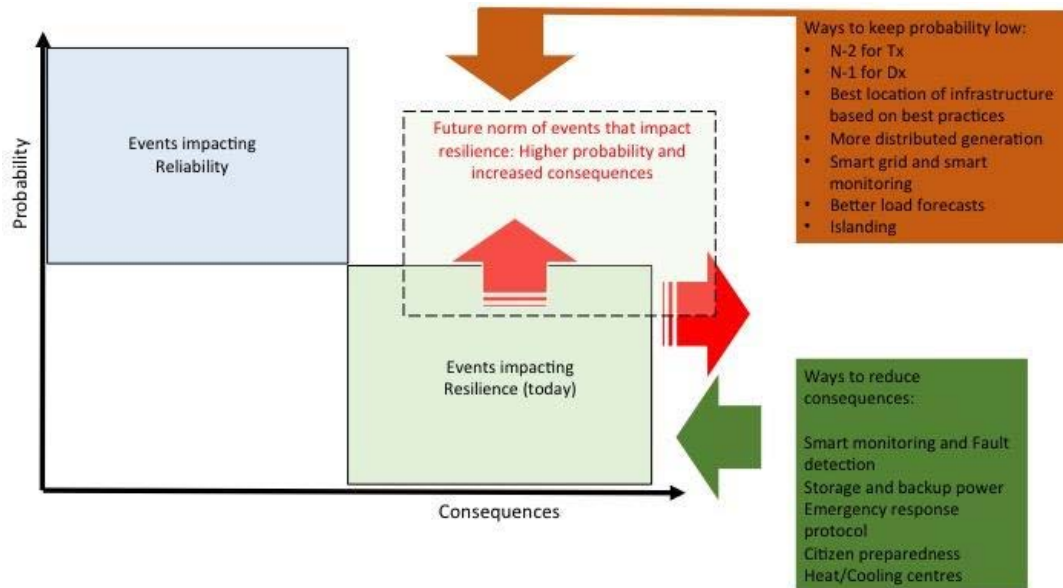 Probability
Events impacting
Reliability
Future norm of events that impact
resilience: Higher probability and
increased consequences
Events impacting
Resilience (today)
Consequences
Ways to keep probability low:
• N-2 for Tx
• N-1 for Dx
• Best location of infrastructure
based on best practices
• More distributed generation
• Smart grid and smart
monitoring
• Better load forecasts
• Islanding
Ways to reduce
consequences:
Smart monitoring and Fault
detection
Storage and backup power
Emergency response
protocol
Citizen preparedness
Heat/Cooling centres